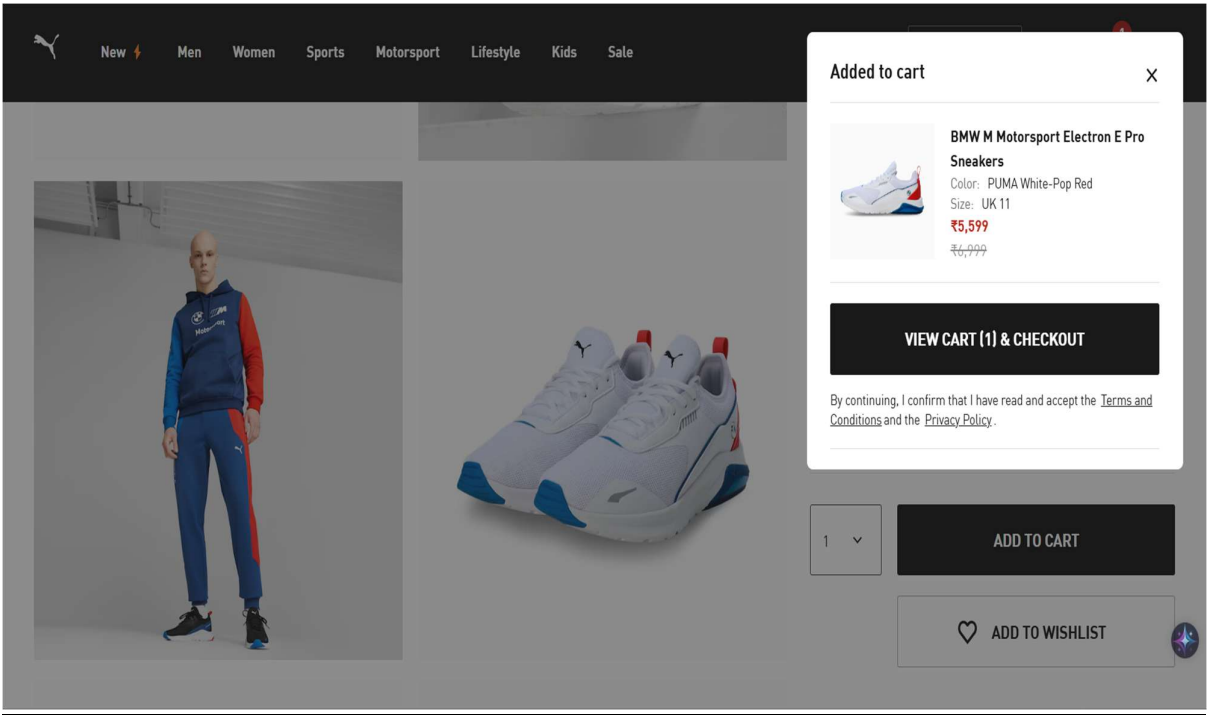 New Men Women Sports Motorsport Lifestyle Kids Sale
1
Added to cart
BMW M Motorsport Electron E Pro
Sneakers
Color: PUMA White-Pop Red
Size: UK 11
₹5,599
₹6,999
VIEW CART (1) & CHECKOUT
By continuing, I confirm that I have read and accept the Terms and
Conditions and the Privacy Policy .
M
Motorsport
1
ADD TO CART
ADD TO WISHLIST